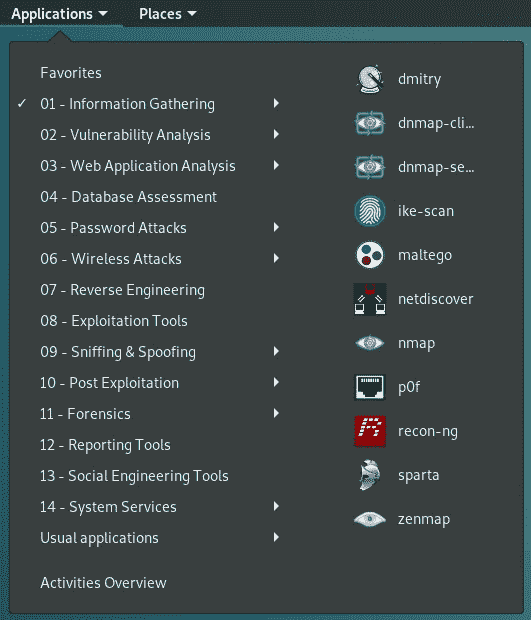 Applications Places
Favorites
01 - Information Gathering
02 - Vulnerability Analysis
03 - Web Application Analysis
04 - Database Assessment
05 - Password Attacks
06 - Wireless Attacks
07 - Reverse Engineering
08 - Exploitation Tools
09 - Sniffing & Spoofing
10 - Post Exploitation
11 - Forensics
12 - Reporting Tools
13 - Social Engineering Tools
14 - System Services
Usual applications
Activities Overview
dmitry
dnmap-cli...
dnmap-se...
ike-scan
maltego
netdiscover
nmap
p0f
recon-ng
sparta
zenmap